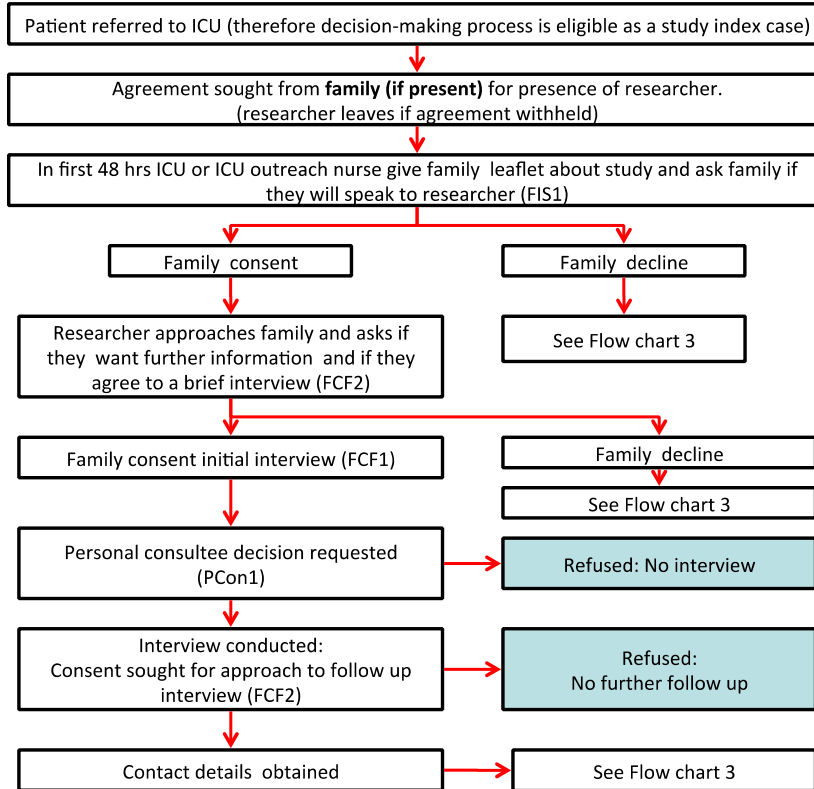 Patient referred to ICU (therefore decision-making process is eligible as a study index case)
Agreement sought from family (if present) for presence of researcher.
(researcher leaves if agreement withheld)
In first 48 hrs ICU or ICU outreach nurse give family leaflet about study and ask family if
they will speak to researcher (FIS1)
Family consent
Family decline
Researcher approaches family and asks if
they want further information and if they
agree to a brief interview (FCF2)
See Flow chart 3
Family consent initial interview (FCF1)
Family decline
See Flow chart 3
Personal consultee decision requested
(PCon1)
Refused: No interview
Interview conducted:
Consent sought for approach to follow up
interview (FCF2)
Refused:
No further follow up
Contact details obtained
See Flow chart 3